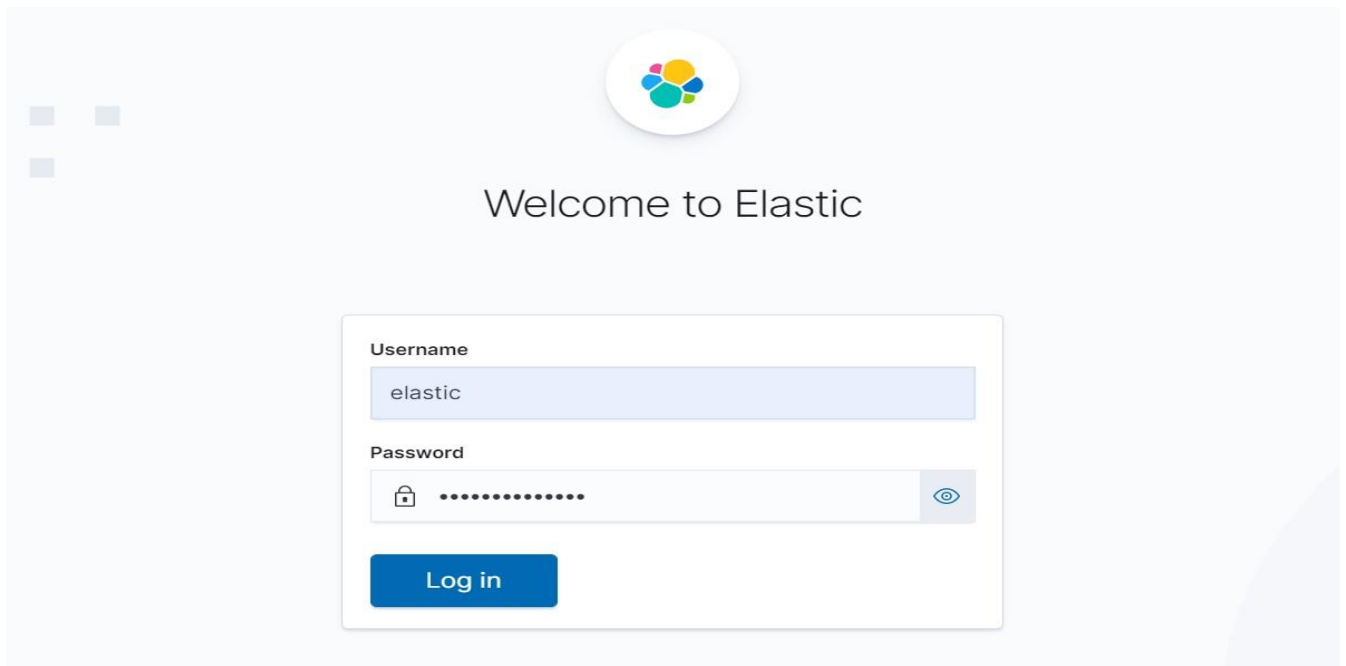 Welcome to Elastic
Username
elastic
Password
••••••••••••••
Log in